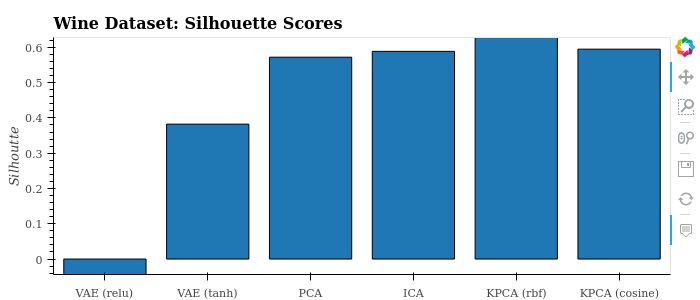 Wine Dataset: Silhouette Scores
Silhoutte
0.6
0.5
0.4
0.3
0.2
0.1
0
VAE (relu) VAE (tanh) PCA ICA KPCA (rbf) KPCA (cosine)